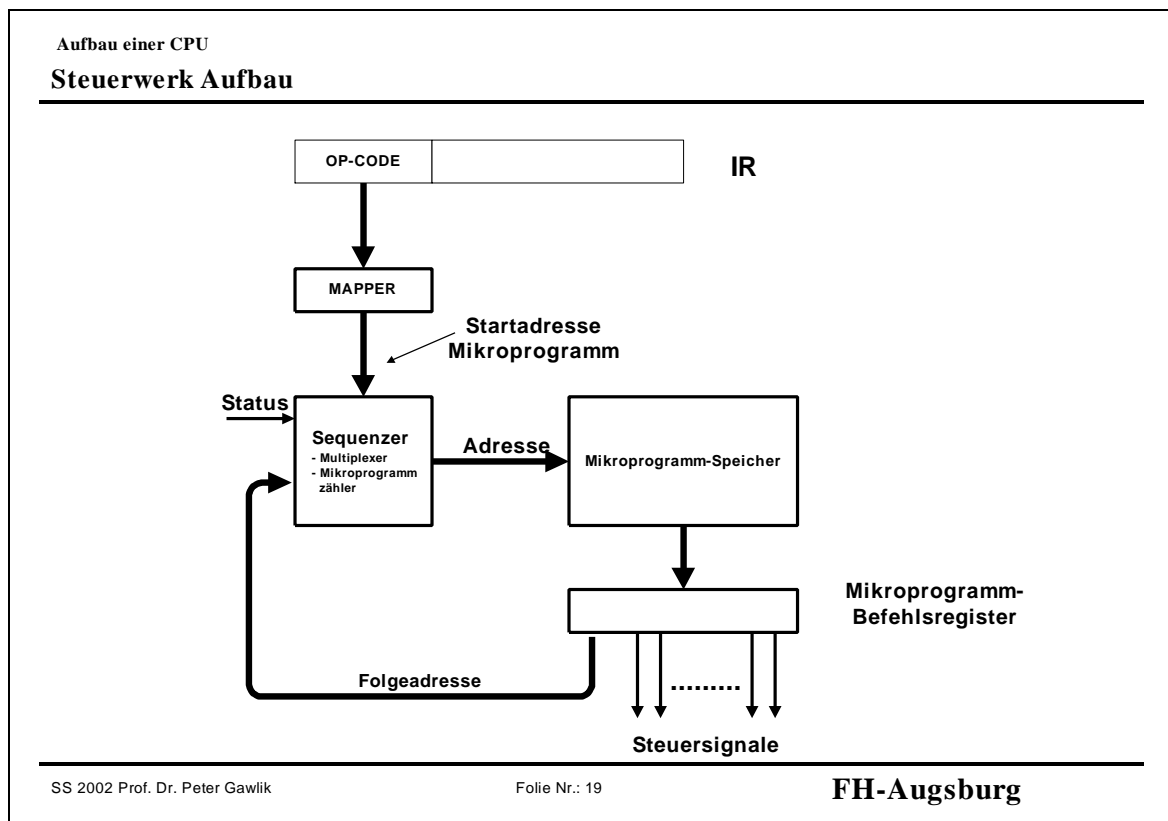 Aufbau einer CPU
Steuerwerk Aufbau
OP-CODE
IR
MAPPER
Startadresse
Mikroprogramm
Status
Sequenzer
- Multiplexer
- Mikroprogramm
zähler
Adresse
Mikroprogramm-Speicher
Mikroprogramm-
Befehlsregister
Folgeadresse
.........
Steuersignale
SS 2002 Prof. Dr. Peter Gawlik
Folie Nr.: 19
FH-Augsburg